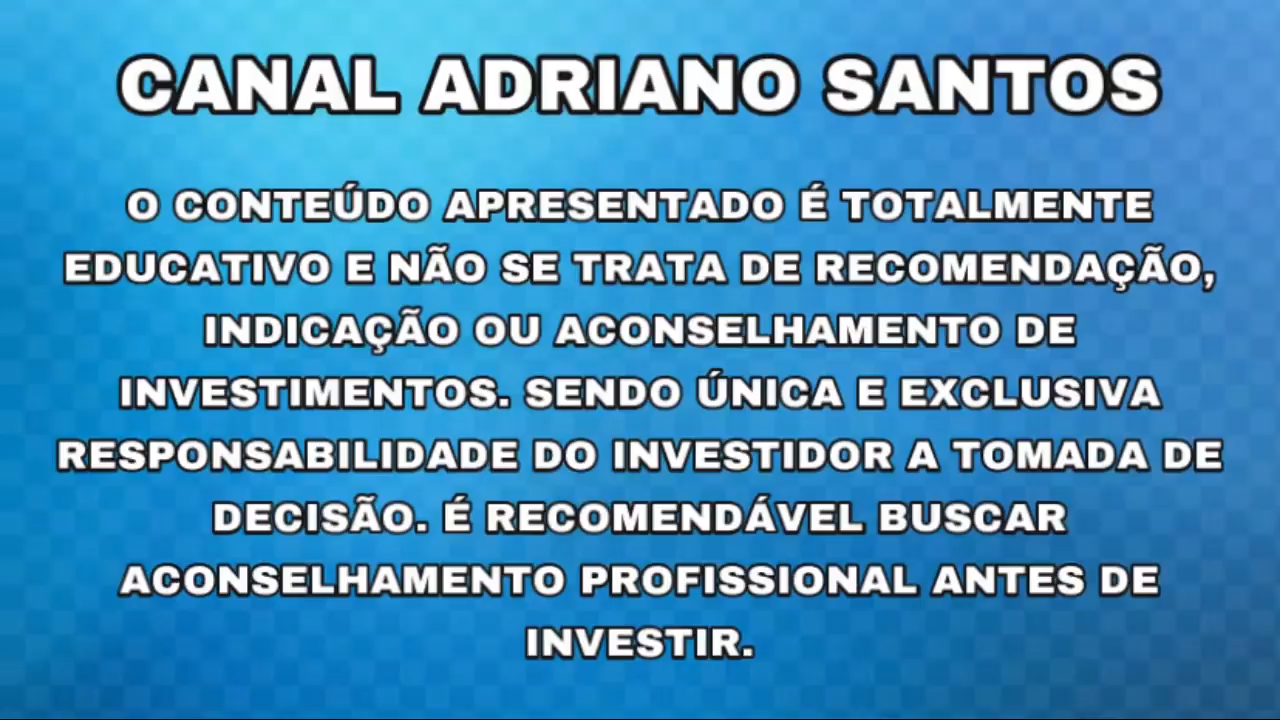 CANAL ADRIANO SANTOS
O CONTEÚDO APRESENTADO É TOTALMENTE
EDUCATIVO E NÃO SE TRATA DE RECOMENDAÇÃO,
INDICAÇÃO OU ACONSELHAMENTO DE
INVESTIMENTOS. SENDO ÚNICA E EXCLUSIVA
RESPONSABILIDADE DO INVESTIDOR A TOMADA DE
DECISÃO. É RECOMENDÁVEL BUSCAR
ACONSELHAMENTO PROFISSIONAL ANTES DE
INVESTIR.